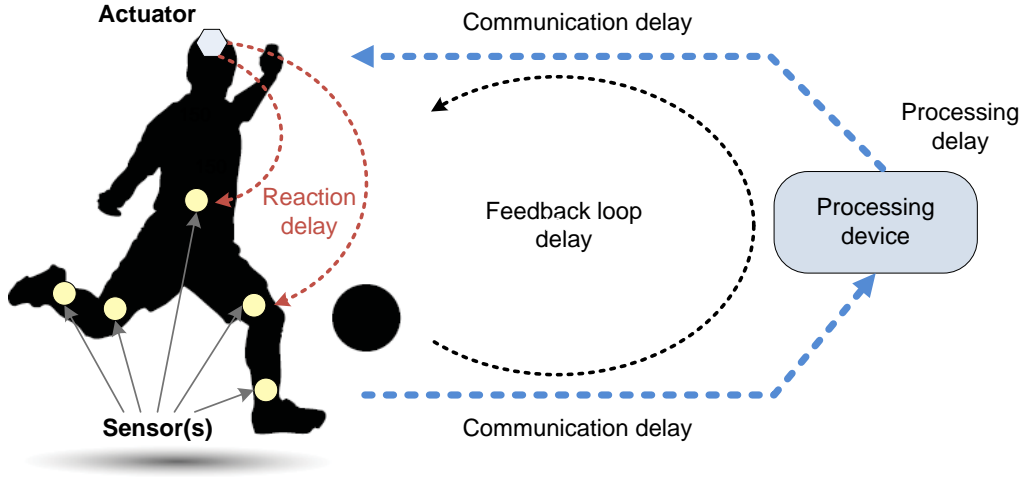 Actuator
Communication delay
Processing
delay
Reaction
delay
Feedback loop
delay
Processing
device
Sensor(s)
Communication delay